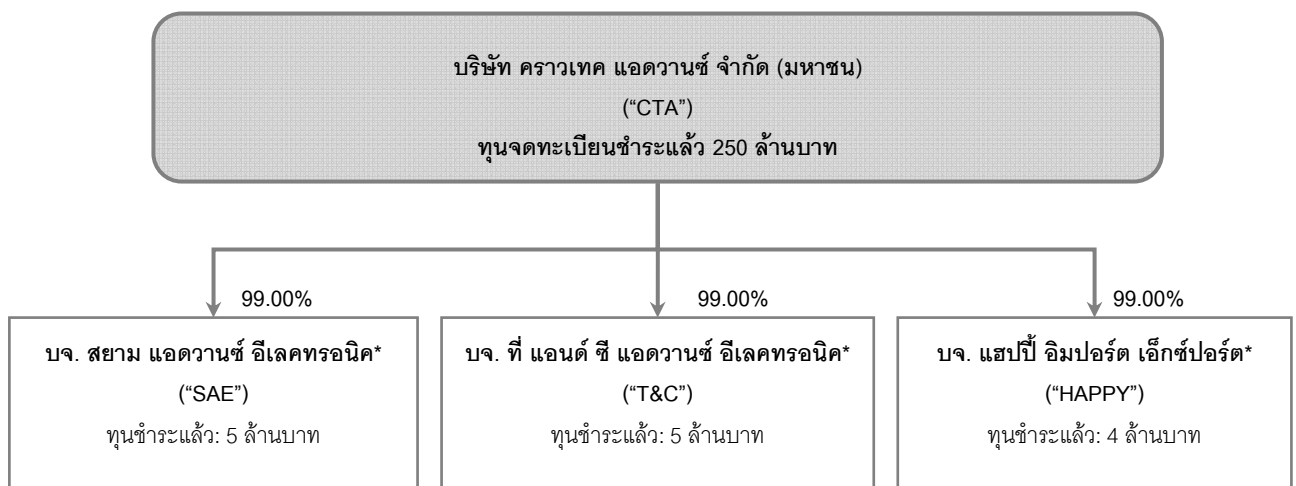 บริษัท คราวเทค แอดวานซ์ จำกัด (มหาชน)
(“CTA”)
ทุนจดทะเบียนชำระแล้ว 250 ล้านบาท
99.00%
บจ. สยาม แอดวานซ์ อีเลคทรอนิค*
(“SAE”)
ทุนชำระแล้ว: 5 ล้านบาท
99.00%
บจ. ที แอนด์ ซี แอดวานซ์ อีเลคทรอนิค*
(“T&C”)
ทุนชำระแล้ว: 5 ล้านบาท
99.00%
บจ. แฮปปี้ อิมปอร์ต เอ็กซ์ปอร์ต*
(“HAPPY”)
ทุนชำระแล้ว: 4 ล้านบาท